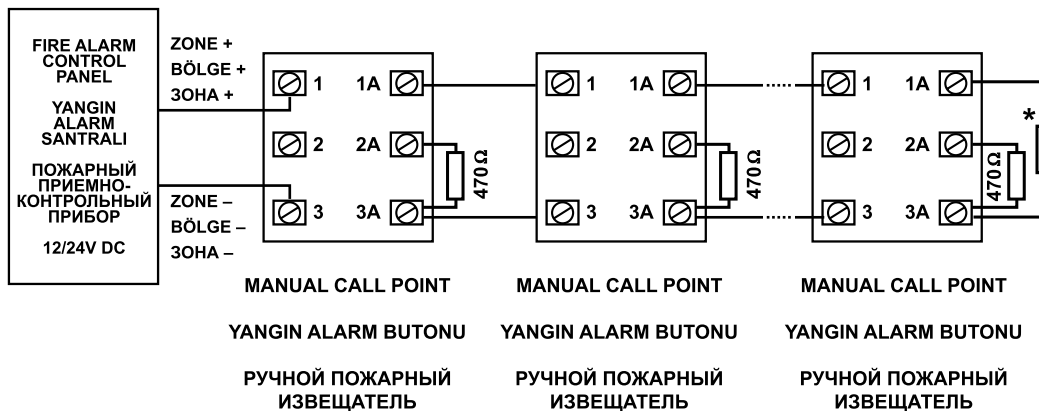 FIRE ALARM
CONTROL
PANEL
YANGIN
ALARM
SANTRALI
ПОЖАРНЫЙ
ПРИЕМНО-
КОНТРОЛЬНЫЙ
ПРИБОР
12/24V DC
ZONE +
BÖLGE +
ЗОНА +
ZONE –
BÖLGE –
ЗОНА –
1 1A
2 2A
3 3A
470Ω
MANUAL CALL POINT
YANGIN ALARM BUTONU
РУЧНОЙ ПОЖАРНЫЙ
ИЗВЕЩАТЕЛЬ
1 1A
2 2A
3 3A
470Ω
MANUAL CALL POINT
YANGIN ALARM BUTONU
РУЧНОЙ ПОЖАРНЫЙ
ИЗВЕЩАТЕЛЬ
1 1A
2 2A
3 3A
470Ω
*
MANUAL CALL POINT
YANGIN ALARM BUTONU
РУЧНОЙ ПОЖАРНЫЙ
ИЗВЕЩАТЕЛЬ